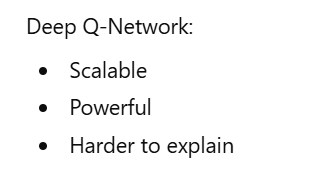 Deep Q-Network:
• Scalable
• Powerful
• Harder to explain